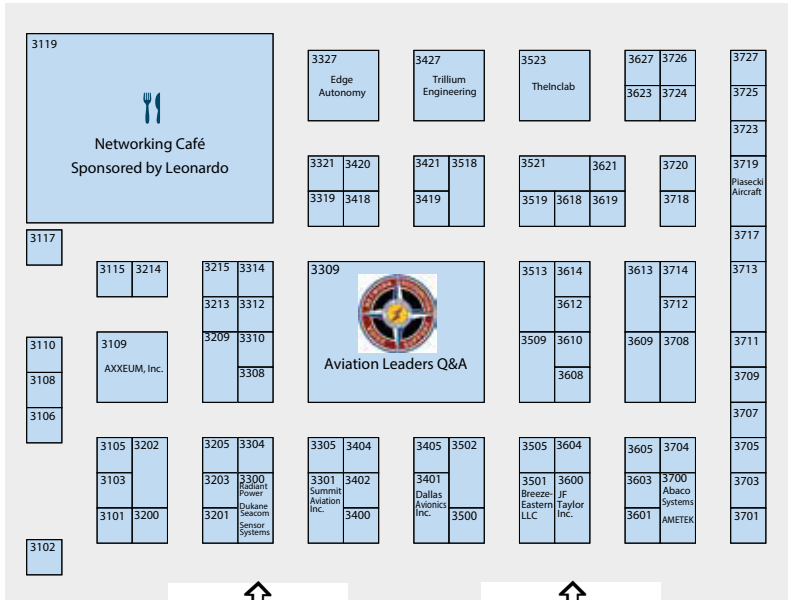 3119
Networking Café
Sponsored by Leonardo
3327
Edge
Autonomy
3427
Trillium
Engineering
3523
TheInclab
3627 3726
3623 3724
3727
3725
3723
3321 3420
3319 3418
3421 3518
3419
3521 3621
3519 3618 3619
3720
3718
3719
Piasecki
Aircraft
3717
3117
3115 3214
3215 3314
3213 3312
3209 3310
3308
3309
Aviation Leaders Q&A
3513 3614
3612
3509 3610
3608
3613 3714
3712
3609 3708
3713
3711
3709
3707
3110
3108
3106
3109
AXXEUM, Inc.
3105 3202
3103
3101 3200
3205 3304
3203 3300
Radiant
Power
Dukane
Seacom
Sensor
Systems
3201
3305 3404
3301 3402
Summit
Aviation
Inc.
3400
3405 3502
3401
Dallas
Avionics
Inc.
3500
3505 3604
3501
Breeze-
Eastern
LLC
3600
JF
Taylor
Inc.
3605 3704
3603 3700
Abaco
Systems
AMETEK
3601
3705
3703
3701
3102